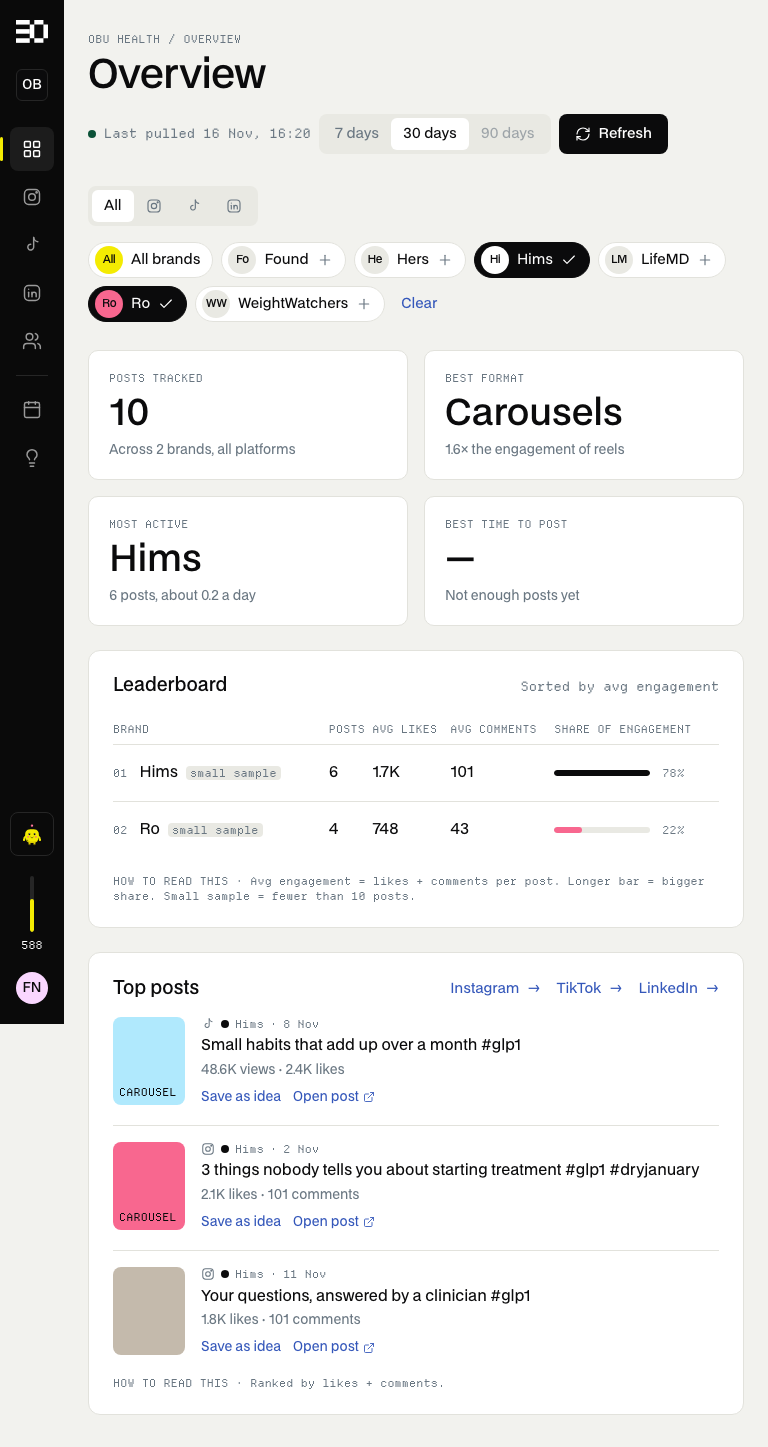 OBU HEALTH / OVERVIEW
Overview
OB
Last pulled 16 Nov, 16:20
7 days
30 days
90 days
Refresh
All
All All brands
Fo Found
He Hers
Hi Hims
LM LifeMD
Ro Ro
WW WeightWatchers
Clear
POSTS TRACKED
10
Across 2 brands, all platforms
BEST FORMAT
Carousels
1.6× the engagement of reels
MOST ACTIVE
Hims
6 posts, about 0.2 a day
BEST TIME TO POST
—
Not enough posts yet
Leaderboard
Sorted by avg engagement
BRAND POSTS AVG LIKES AVG COMMENTS SHARE OF ENGAGEMENT
01 Hims small sample 6 1.7K 101 78%
02 Ro small sample 4 748 43 22%
HOW TO READ THIS · Avg engagement = likes + comments per post. Longer bar = bigger
share. Small sample = fewer than 10 posts.
588
FN
Top posts
Instagram → TikTok → LinkedIn →
CAROUSEL
Hims · 8 Nov
Small habits that add up over a month #glp1
48.6K views · 2.4K likes
Save as idea Open post
CAROUSEL
Hims · 2 Nov
3 things nobody tells you about starting treatment #glp1 #dryjanuary
2.1K likes · 101 comments
Save as idea Open post
Hims · 11 Nov
Your questions, answered by a clinician #glp1
1.8K likes · 101 comments
Save as idea Open post
HOW TO READ THIS · Ranked by likes + comments.